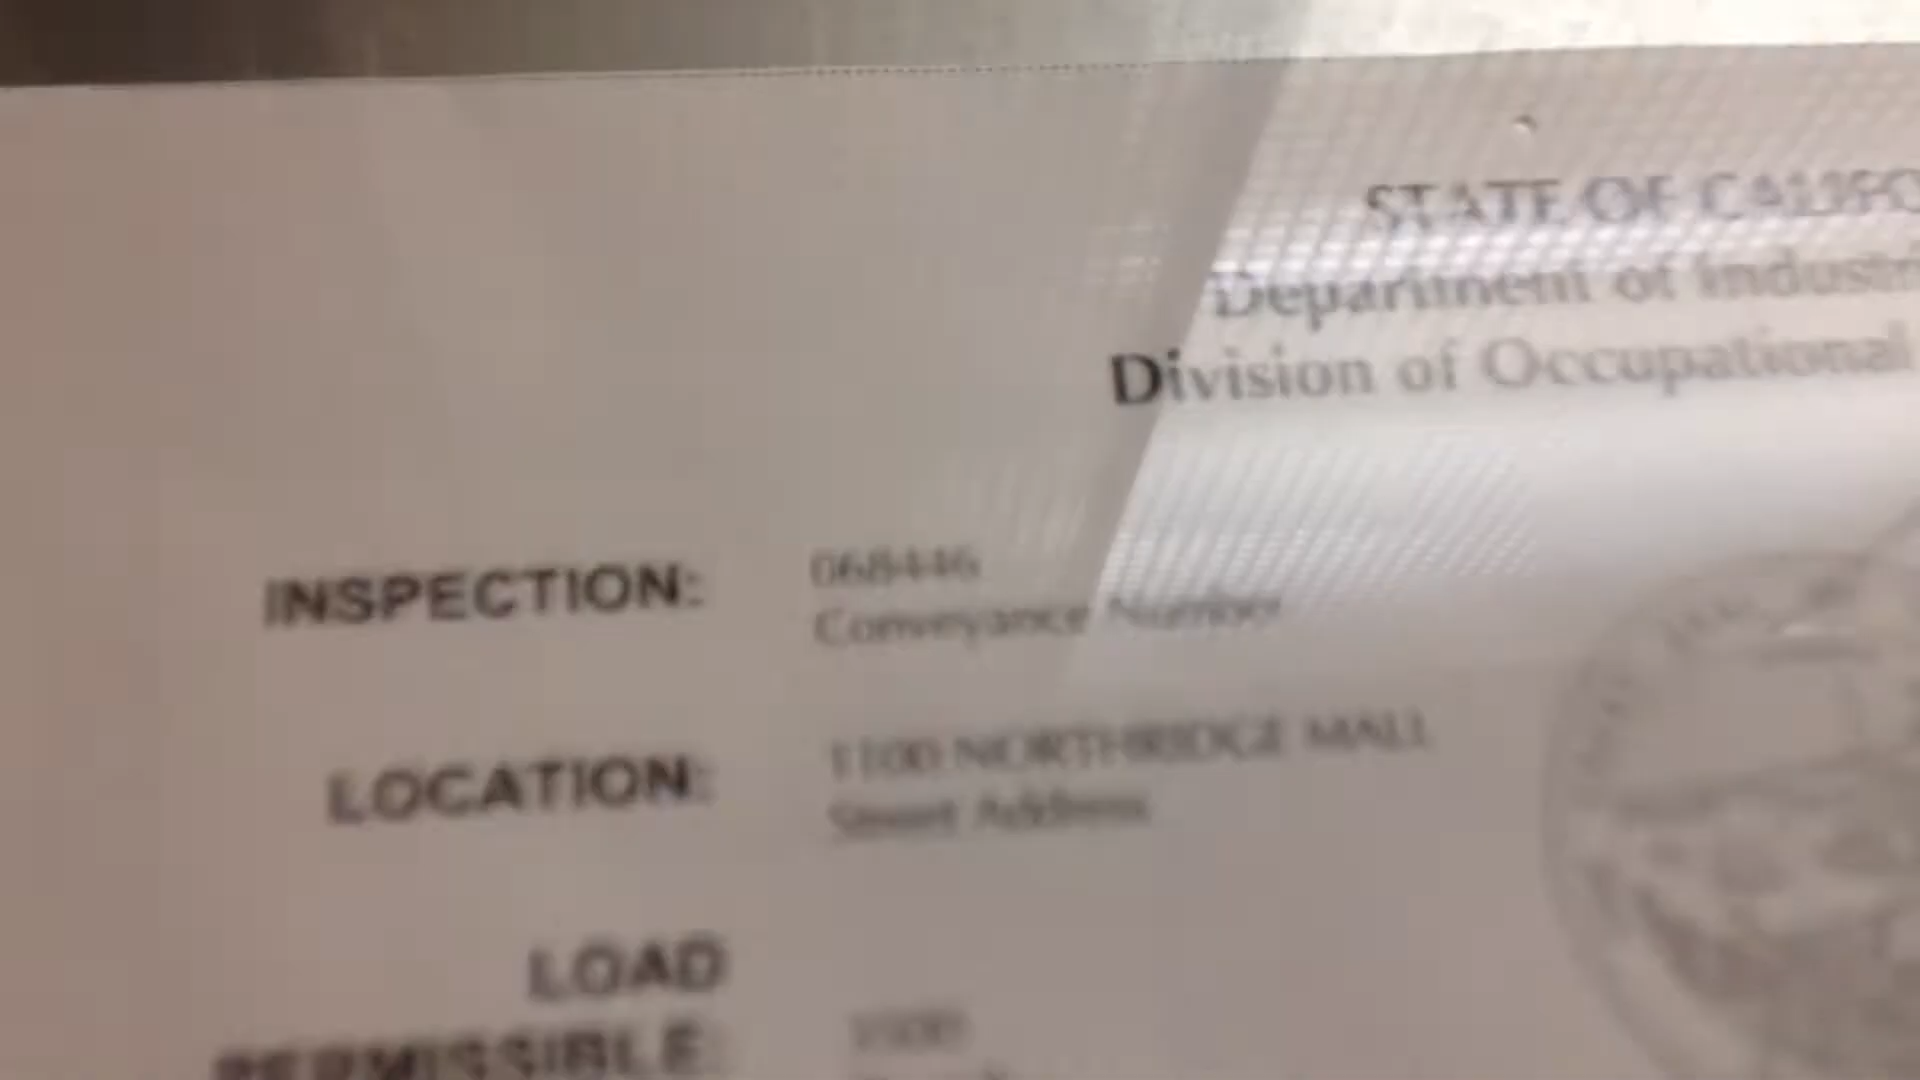 STATE OF CALIFO
Department of Industri
Division of Occupational
INSPECTION: 068446
Conveyance Number
LOCATION: 1100 NORTHRIDGE MALL
Street Address
LOAD
PERMISSIBLE: